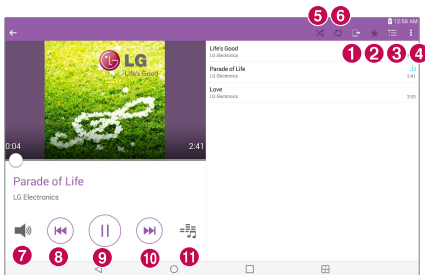 5 6
12:58 AM
1 2 3 4
LG
Life's Good
0:04
2:41
Parade of Life
LG Electronics
Life's Good
LG Electronics
Parade of Life
LG Electronics
2:41
Love
LG Electronics
3:03
7 8 9 10 11